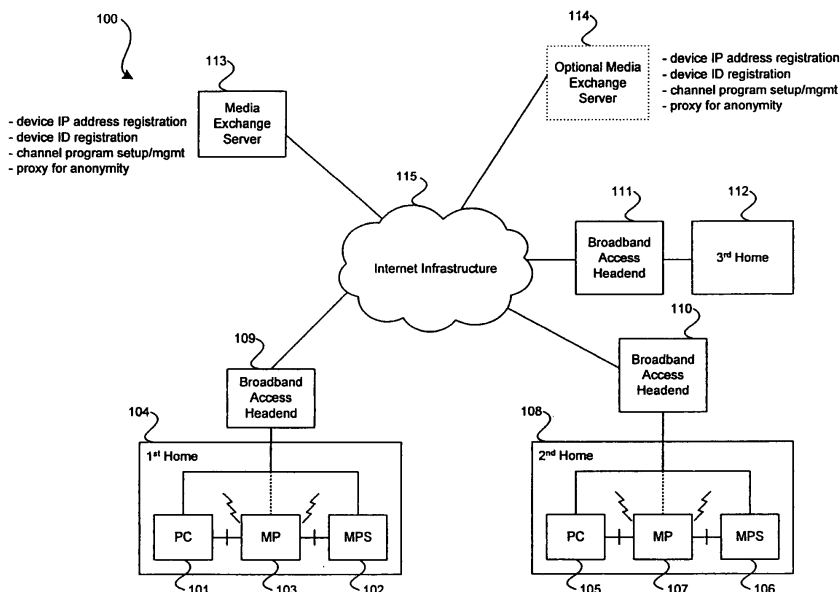 100
113
Media
Exchange
Server
- device IP address registration
- device ID registration
- channel program setup/mgmt
- proxy for anonymity
114
Optional Media
Exchange
Server
- device IP address registration
- device ID registration
- channel program setup/mgmt
- proxy for anonymity
115
Internet Infrastructure
111
Broadband
Access
Headend
112
3rd Home
109
Broadband
Access
Headend
110
Broadband
Access
Headend
104
1st Home
PC
MP
MPS
101
103
102
108
2nd Home
PC
MP
MPS
105
107
106